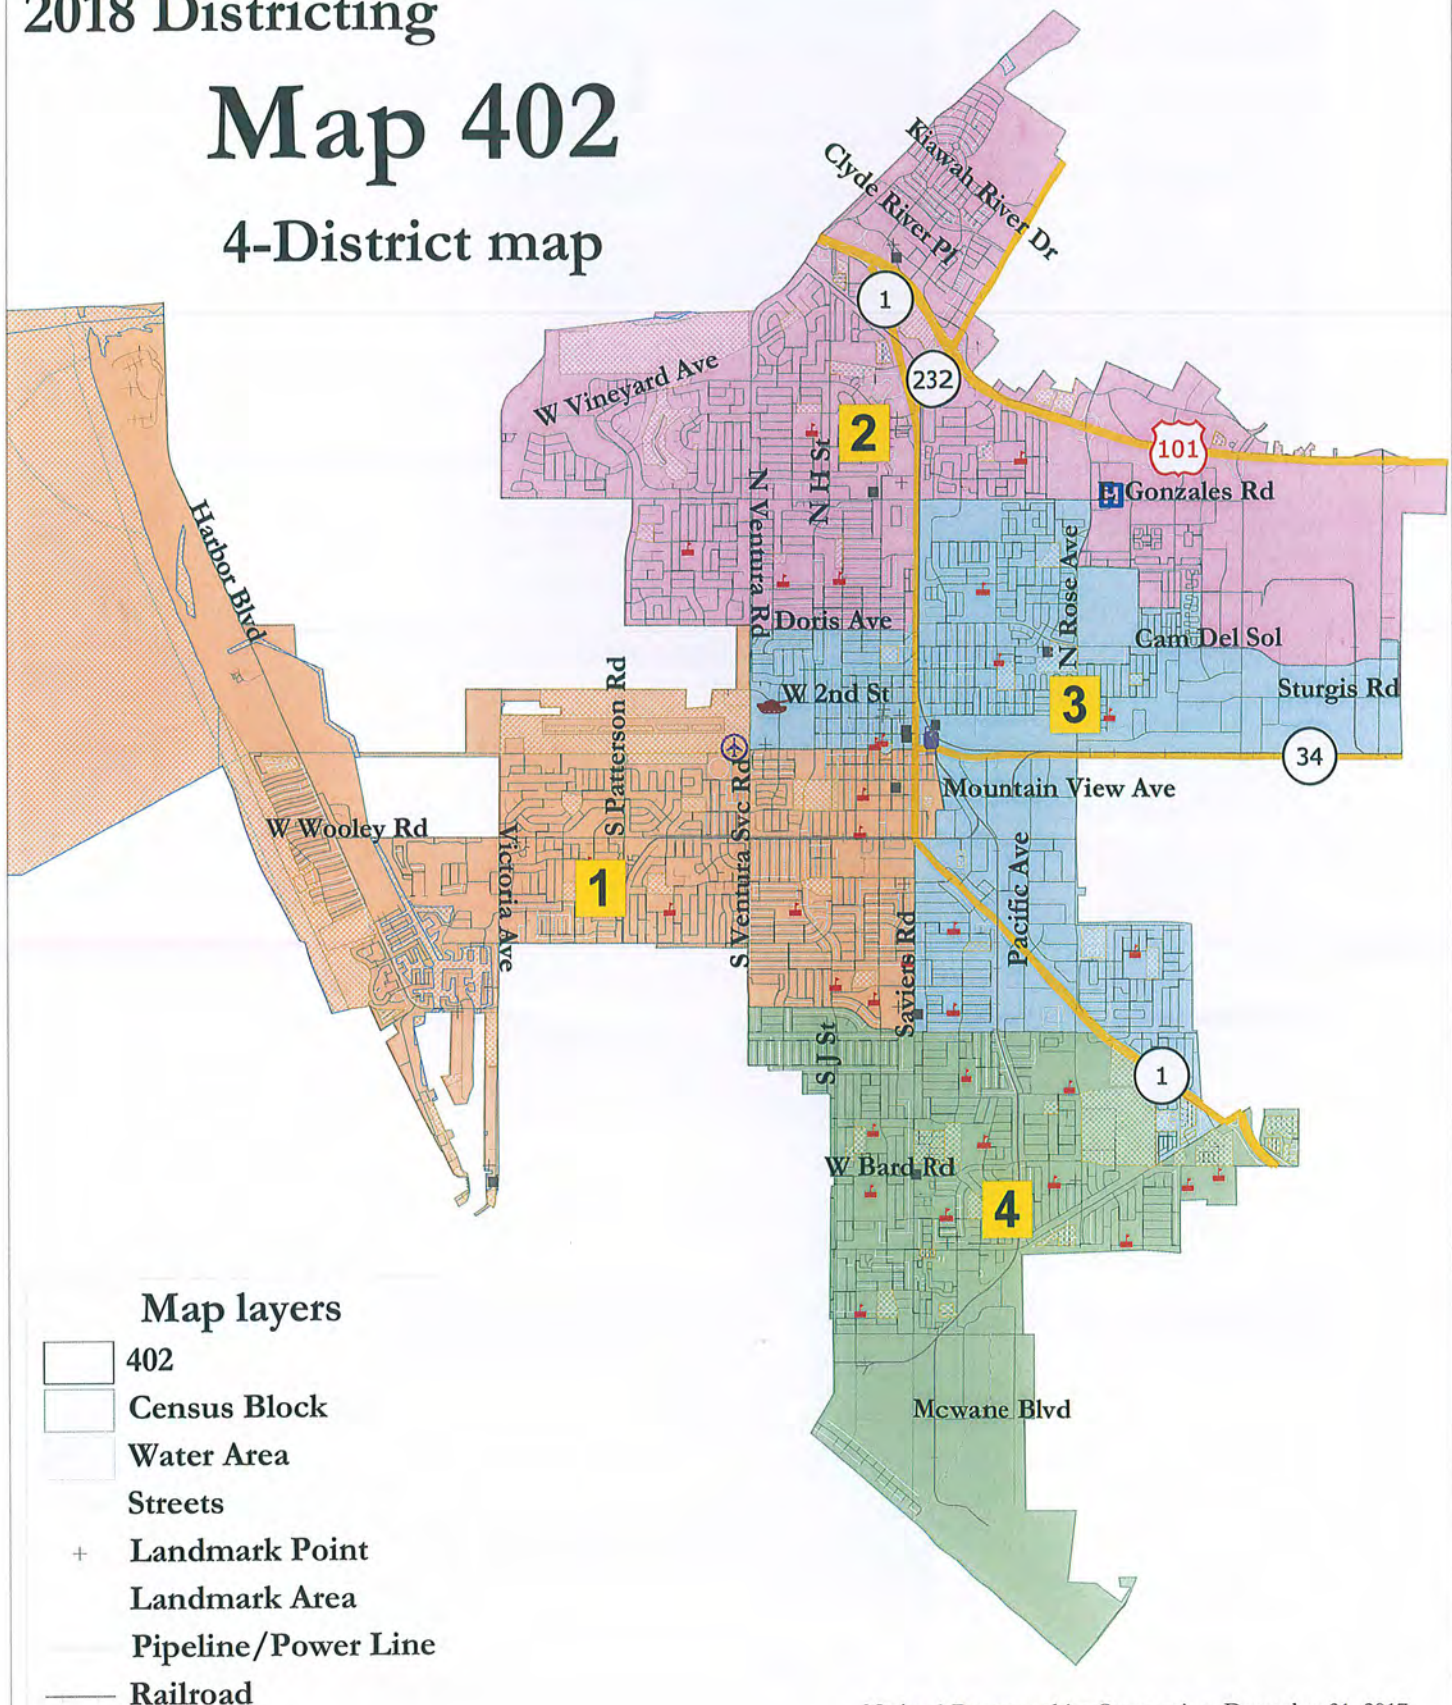 2018 Districting
Map 402
4-District map
Kiawah River Dr
Clyde River Pl
1
232
W Vineyard Ave
2
101
N H St
H
E Gonzales Rd
N Ventura Rd
Harbor Blvd
N Rose Ave
Doris Ave
Cam Del Sol
S Patterson Rd
W 2nd St
Sturgis Rd
3
34
Mountain View Ave
W Wooley Rd
S Ventura Svc Rd
Victoria Ave
1
Pacific Ave
Saviers Rd
S J St
1
W Bard Rd
4
Map layers
402
Census Block
Mcwane Blvd
Water Area
Streets
Landmark Point
Landmark Area
Pipeline/Power Line
Railroad